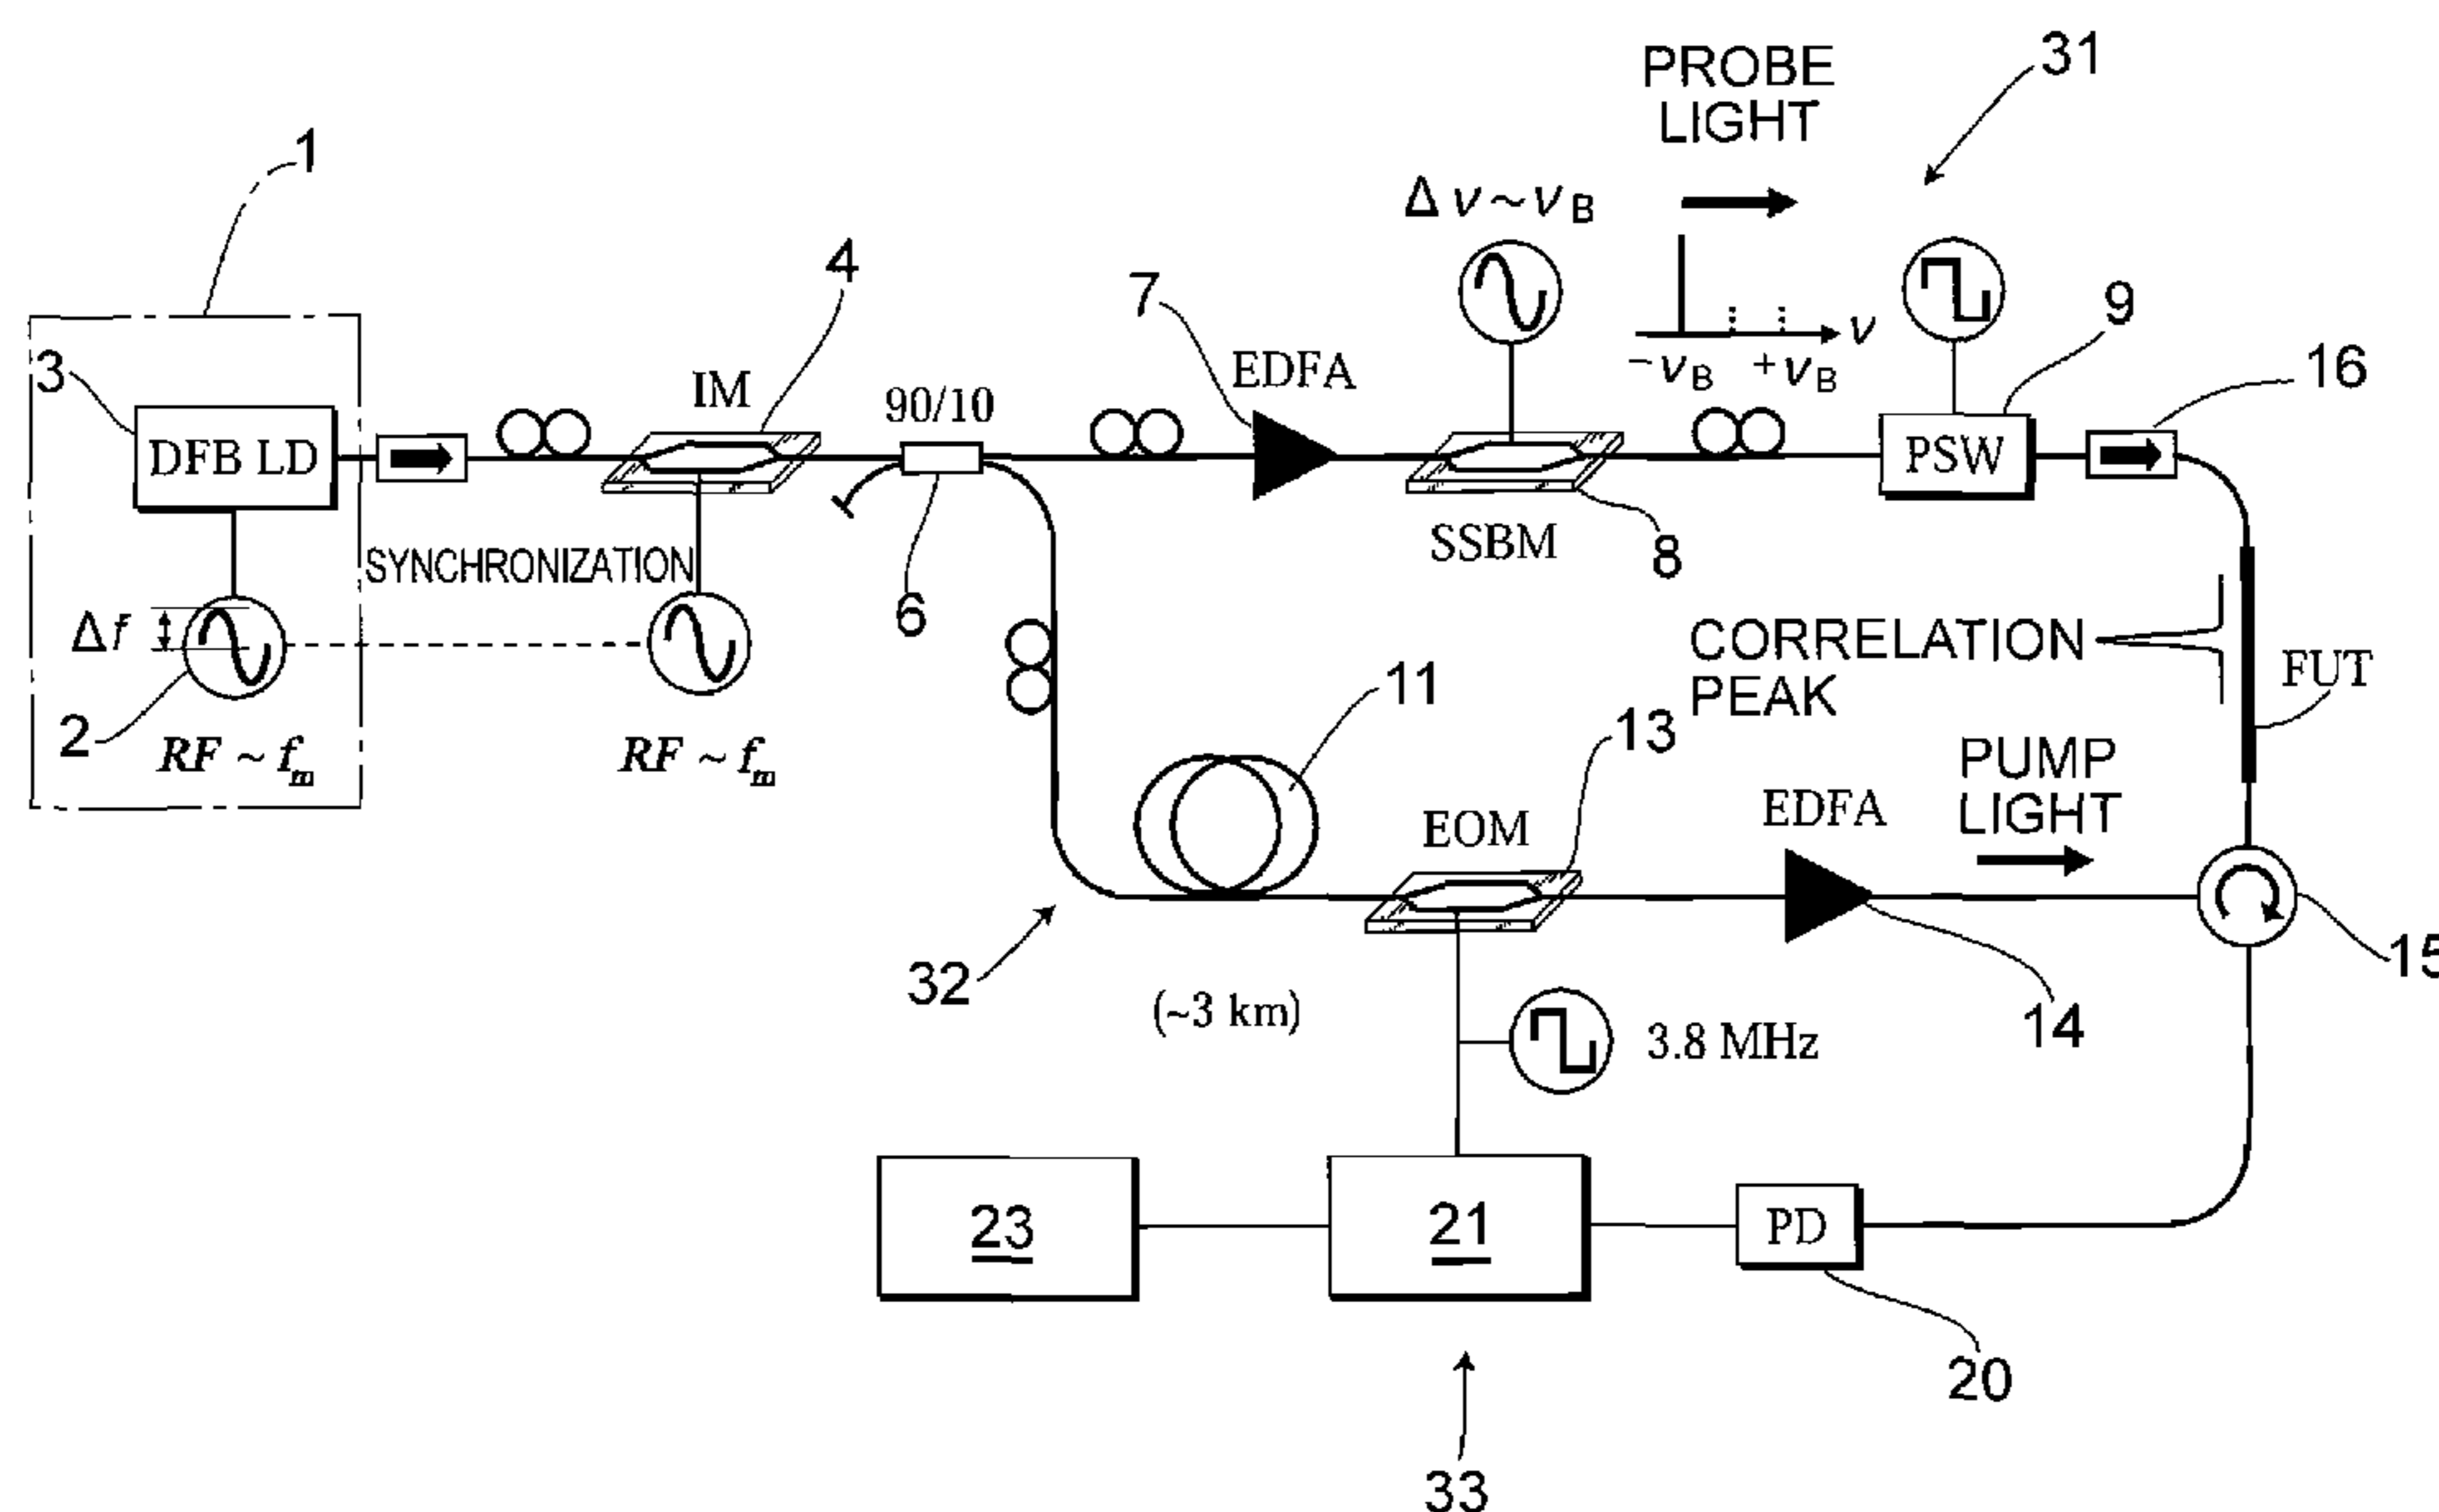 PROBE
LIGHT
31
1
Δν~νB
4
7
9
3
IM
90/10
EDFA
ν
−νB +νB
16
DFB LD
PSW
SYNCHRONIZATION
SSBM
8
6
Δf
CORRELATION
PEAK
FUT
11
2
RF ~ fm
RF ~ fm
13
PUMP
LIGHT
EOM
EDFA
15
32
(~3 km)
3.8 MHz
14
23
21
PD
20
33